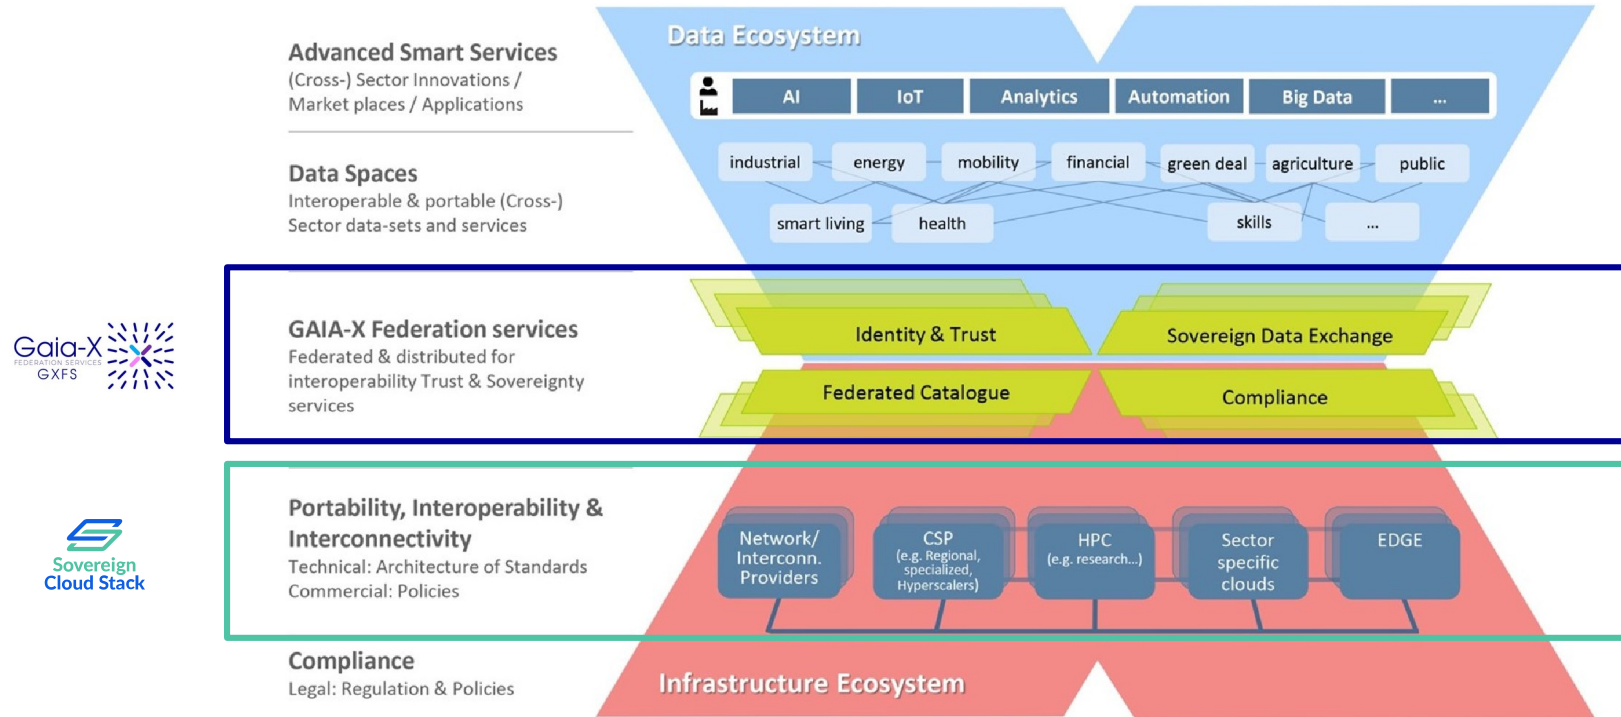 Data Ecosystem
Advanced Smart Services
(Cross-) Sector Innovations /
Market places / Applications
AI
IoT
Analytics
Automation
Big Data
...
Data Spaces
Interoperable & portable (Cross-)
Sector data-sets and services
industrial
energy
mobility
financial
green deal
agriculture
public
smart living
health
skills
...
Gaia-X
FEDERATION SERVICES
GXFS
GAIA-X Federation services
Federated & distributed for
interoperability Trust & Sovereignty
services
Identity & Trust
Sovereign Data Exchange
Federated Catalogue
Compliance
Sovereign
Cloud Stack
Portability, Interoperability &
Interconnectivity
Technical: Architecture of Standards
Commercial: Policies
Network/
Interconn.
Providers
CSP
(e.g. Regional,
specialized,
Hyperscalers)
HPC
(e.g. research...)
Sector
specific
clouds
EDGE
Compliance
Legal: Regulation & Policies
Infrastructure Ecosystem